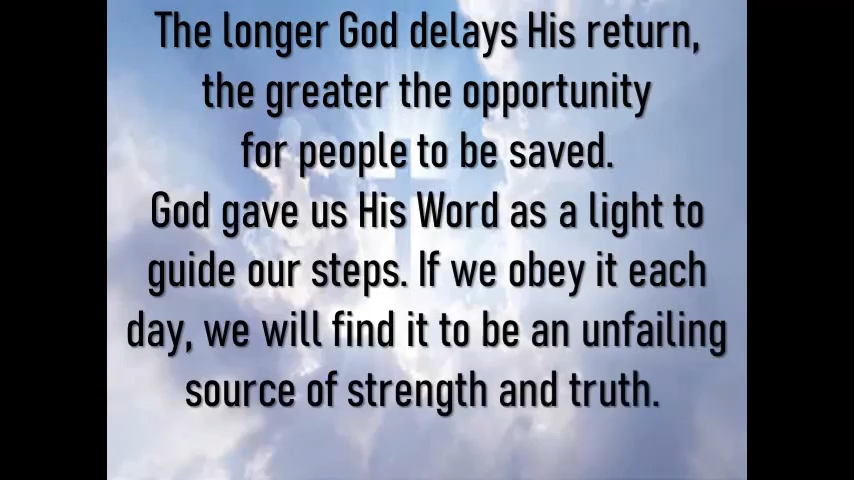 The longer God delays His return,
the greater the opportunity
for people to be saved.
God gave us His Word as a light to
guide our steps. If we obey it each
day, we will find it to be an unfailing
source of strength and truth.